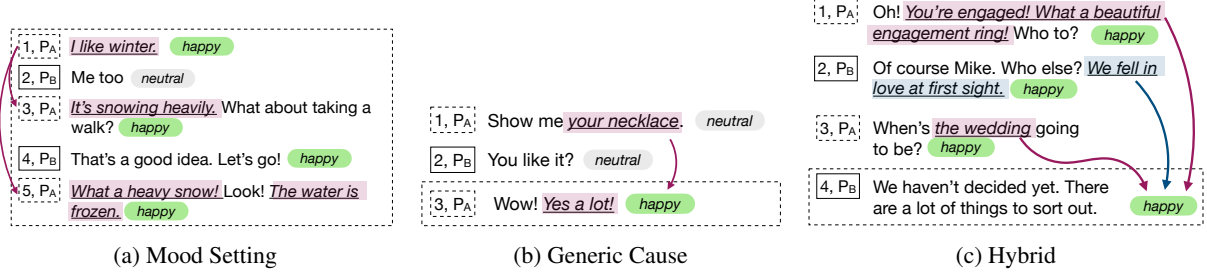 1, PA I like winter. happy
2, PB Me too neutral
3, PA It's snowing heavily. What about taking a
walk? happy
4, PB That's a good idea. Let's go! happy
5, PA What a heavy snow! Look! The water is
frozen. happy
(a) Mood Setting
1, PA Show me your necklace. neutral
2, PB You like it? neutral
3, PA Wow! Yes a lot! happy
(b) Generic Cause
1, PA Oh! You're engaged! What a beautiful
engagement ring! Who to? happy
2, PB Of course Mike. Who else? We fell in
love at first sight. happy
3, PA When's the wedding going
to be? happy
4, PB We haven't decided yet. There
are a lot of things to sort out. happy
(c) Hybrid